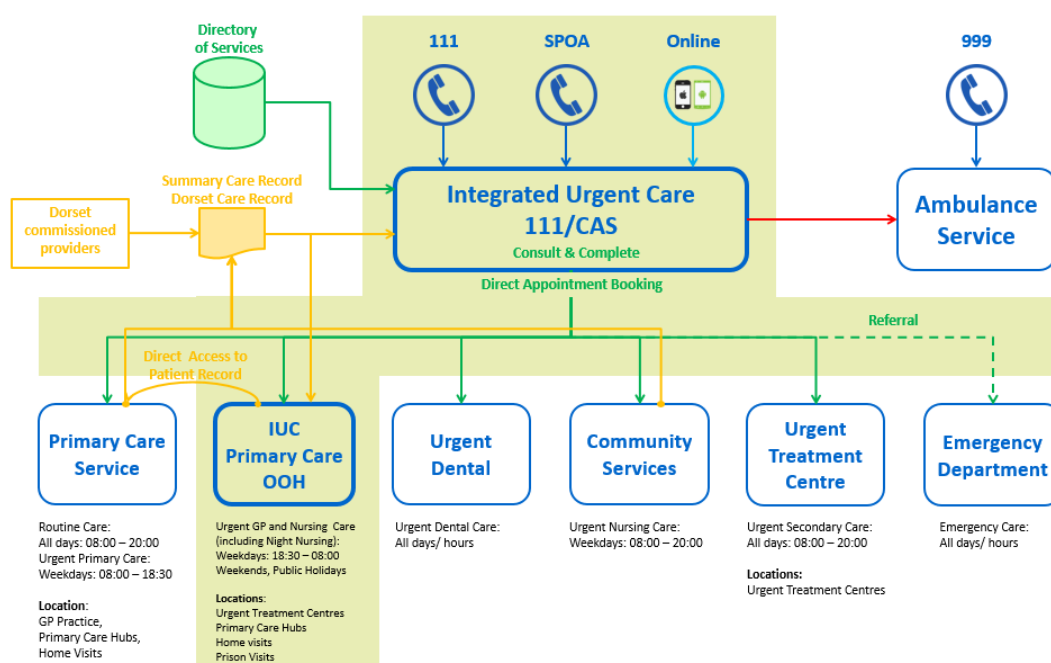 Directory
of Services
111
SPOA
Online
999
Summary Care Record
Dorset Care Record
Dorset
commissioned
providers
Integrated Urgent Care
111/CAS
Consult & Complete
Ambulance
Service
Direct Appointment Booking
Referral
Direct Access to
Patient Record
Primary Care
Service
IUC
Primary Care
OOH
Urgent
Dental
Community
Services
Urgent
Treatment
Centre
Emergency
Department
Routine Care:
All days: 08:00 – 20:00
Urgent Primary Care:
Weekdays: 08:00 – 18:30
Location:
GP Practice,
Primary Care Hubs,
Home Visits
Urgent GP and Nursing Care
(including Night Nursing):
Weekdays: 18:30 – 08:00
Weekends, Public Holidays
Locations:
Urgent Treatment Centres
Primary Care Hubs
Home visits
Prison Visits
Urgent Dental Care:
All days/ hours
Urgent Nursing Care:
Weekdays: 08:00 – 20:00
Urgent Secondary Care:
All days: 08:00 – 20:00
Locations:
Urgent Treatment Centres
Emergency Care:
All days/ hours